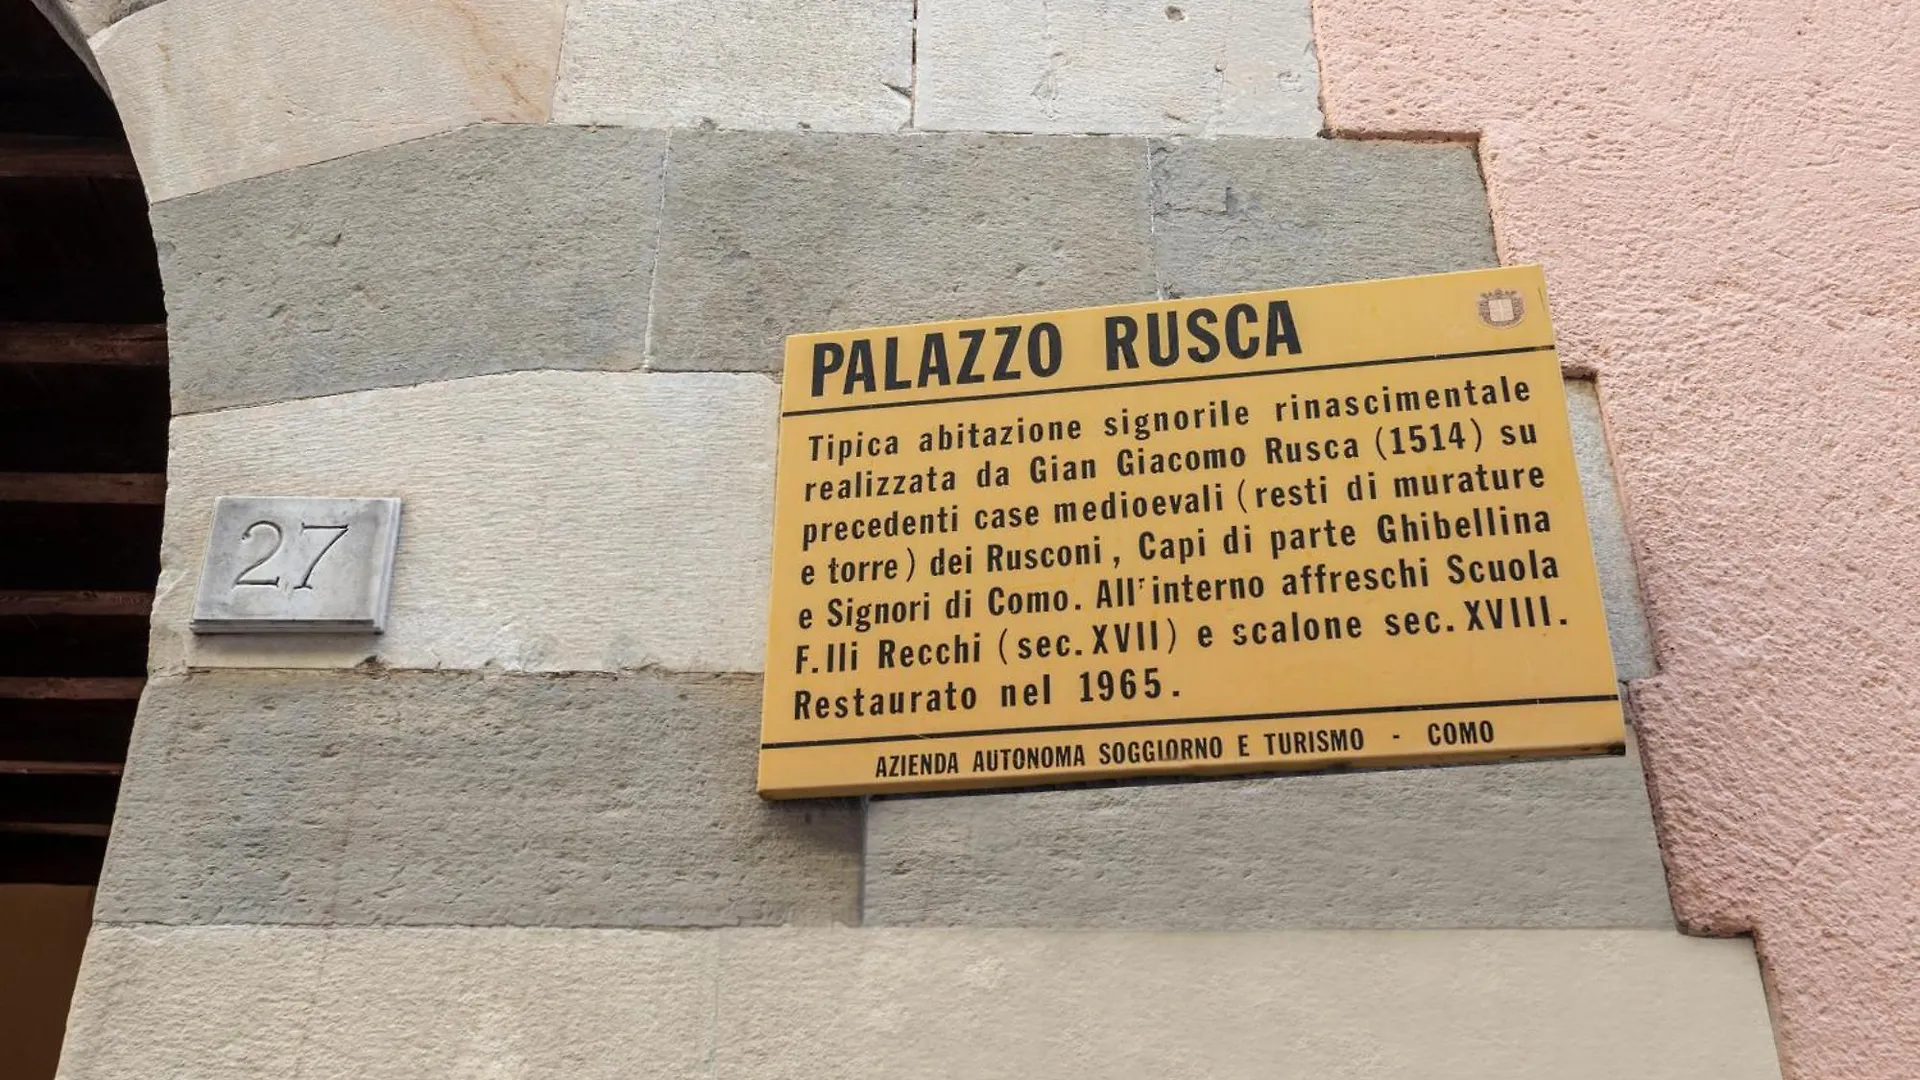 27
PALAZZO RUSCA
Tipica abitazione signorile rinascimentale
realizzata da Gian Giacomo Rusca (1514) su
precedenti case medioevali (resti di murature
e torre) dei Rusconi, Capi di parte Ghibellina
e Signori di Como. All'interno affreschi Scuola
F.lli Recchi (sec. XVII) e scalone sec. XVIII.
Restaurato nel 1965.
AZIENDA AUTONOMA SOGGIORNO E TURISMO - COMO